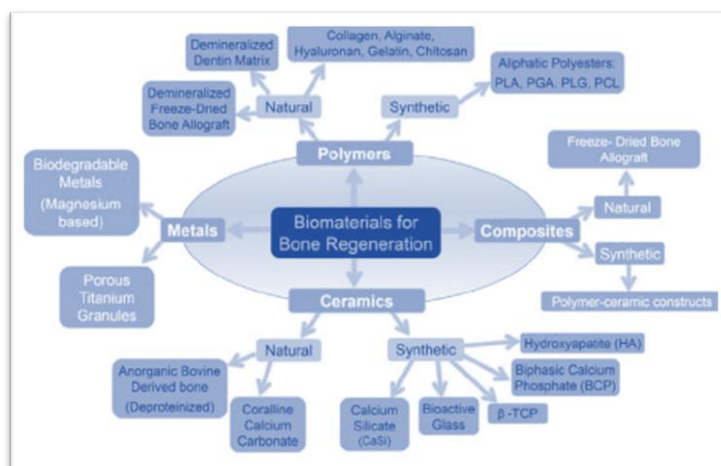 Collagen, Alginate,
Hyaluronan, Gelatin, Chitosan
Demineralized
Dentin Matrix
Aliphatic Polyesters:
PLA, PGA. PLG, PCL
Demineralized
Freeze-Dried
Bone Allograft
Natural
Synthetic
Polymers
Freeze- Dried Bone
Allograft
Biodegradable
Metals
(Magnesium
based)
Natural
Metals
Biomaterials for
Bone Regeneration
Composites
Synthetic
Porous
Titanium
Granules
Polymer-ceramic constructs
Ceramics
Natural
Synthetic
Hydroxyapatite (HA)
Anorganic Bovine
Derived bone
(Deproteinized)
Biphasic Calcium
Phosphate (BCP)
Coralline
Calcium
Carbonate
Calcium
Silicate
(CaSi)
Bioactive
Glass
β-TCP